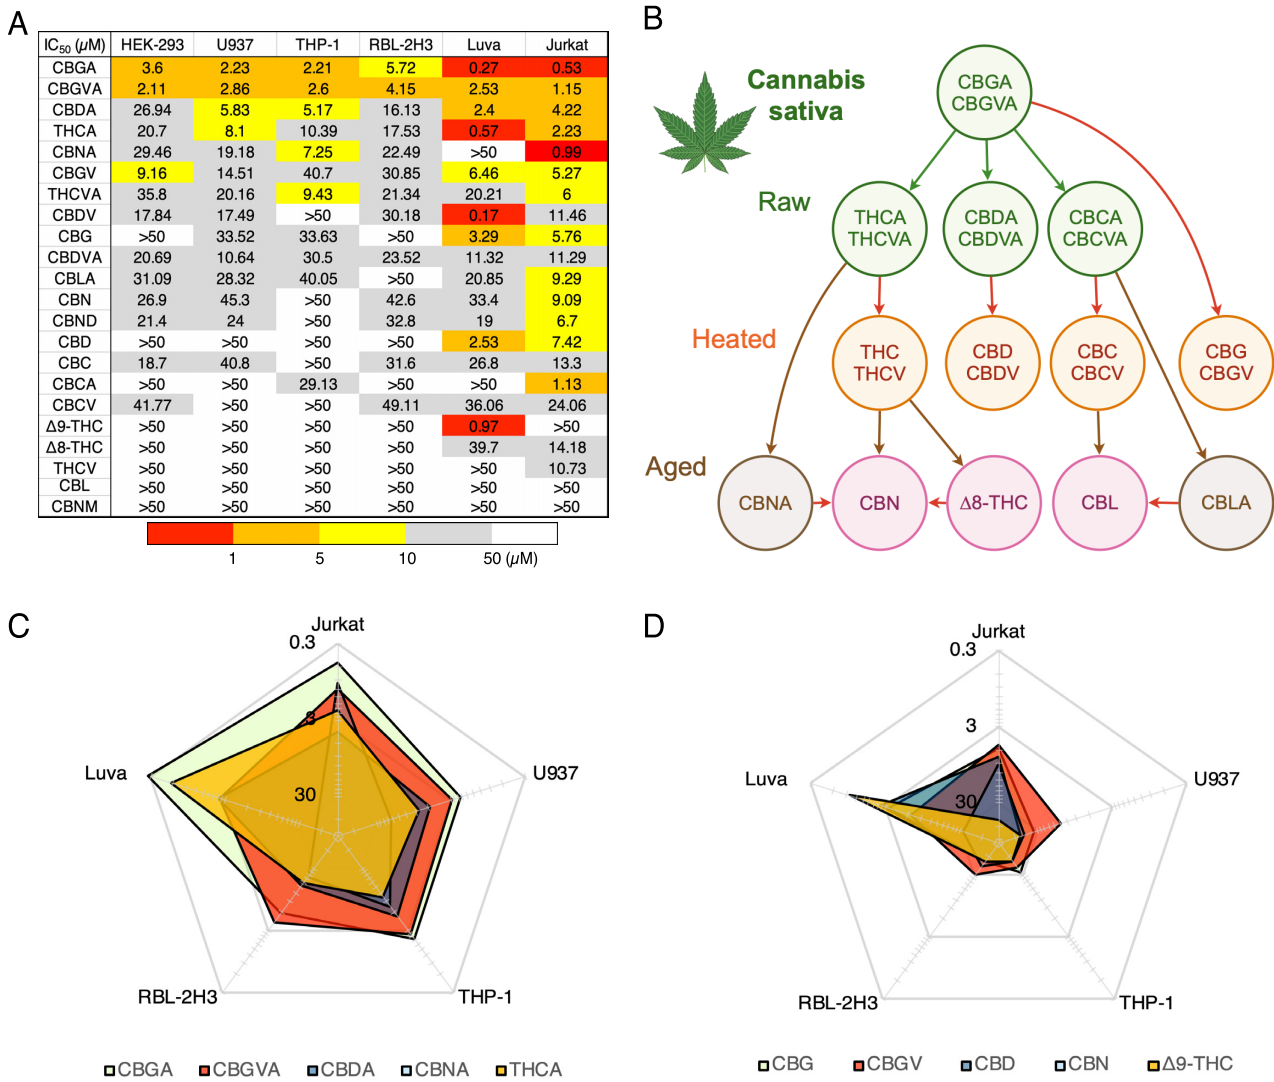 A
IC50 (µM) HEK-293 U937 THP-1 RBL-2H3 Luva Jurkat
CBGA 3.6 2.23 2.21 5.72 0.27 0.53
CBGVA 2.11 2.86 2.6 4.15 2.53 1.15
CBDA 26.94 5.83 5.17 16.13 2.4 4.22
THCA 20.7 8.1 10.39 17.53 0.57 2.23
CBNA 29.46 19.18 7.25 22.49 >50 0.99
CBGV 9.16 14.51 40.7 30.85 6.46 5.27
THCVA 35.8 20.16 9.43 21.34 20.21 6
CBDV 17.84 17.49 >50 30.18 0.17 11.46
CBG >50 33.52 33.63 >50 3.29 5.76
CBDVA 20.69 10.64 30.5 23.52 11.32 11.29
CBLA 31.09 28.32 40.05 >50 20.85 9.29
CBN 26.9 45.3 >50 42.6 33.4 9.09
CBND 21.4 24 >50 32.8 19 6.7
CBD >50 >50 >50 >50 2.53 7.42
CBC 18.7 40.8 >50 31.6 26.8 13.3
CBCA >50 >50 29.13 >50 >50 1.13
CBCV 41.77 >50 >50 49.11 36.06 24.06
Δ9-THC >50 >50 >50 >50 0.97 >50
Δ8-THC >50 >50 >50 >50 39.7 14.18
THCV >50 >50 >50 >50 >50 10.73
CBL >50 >50 >50 >50 >50 >50
CBNM >50 >50 >50 >50 >50 >50
1 5 10 50 (µM)
B
Cannabis
sativa
CBGA
CBGVA
Raw
THCA
THCVA
CBDA
CBDVA
CBCA
CBCVA
Heated
THC
THCV
CBD
CBDV
CBC
CBCV
CBG
CBGV
Aged
CBNA
CBN
Δ8-THC
CBL
CBLA
C
Jurkat
0.3
3
30
Luva
U937
RBL-2H3
THP-1
CBGA CBGVA CBDA CBNA THCA
D
Jurkat
0.3
3
30
Luva
U937
RBL-2H3
THP-1
CBG CBGV CBD CBN Δ9-THC